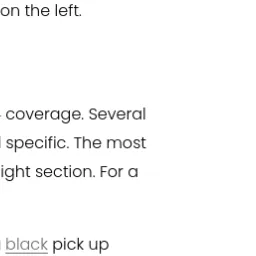 on the left.
coverage. Several
specific. The most
ight section. For a
black pick up